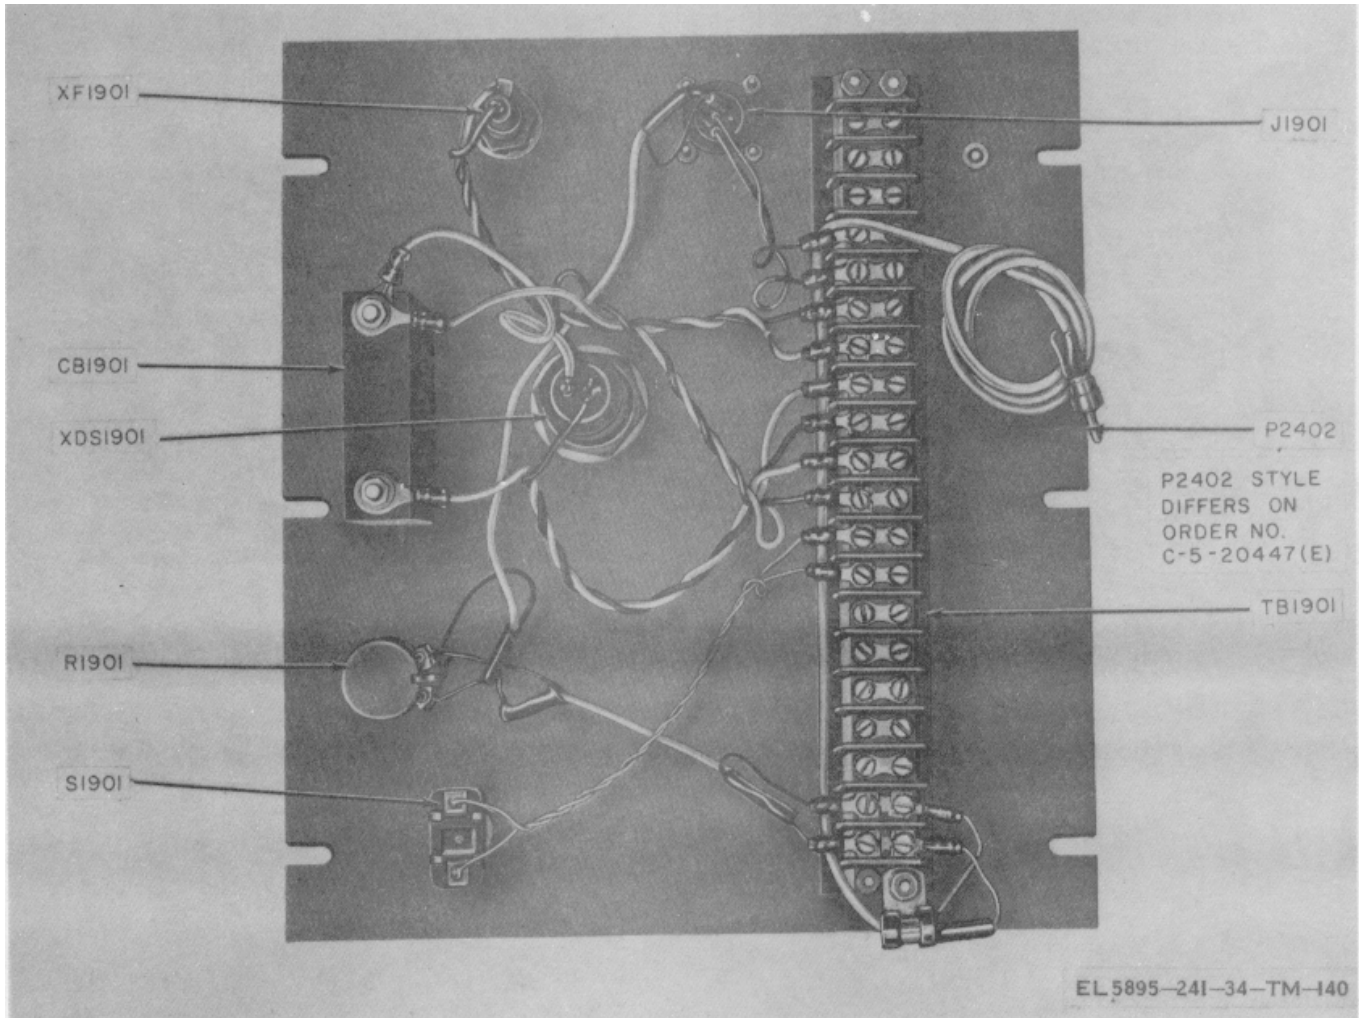 XF1901
J1901
CB1901
XDS1901
P2402
P2402 STYLE
DIFFERS ON
ORDER NO.
C-5-20447(E)
TB1901
R1901
S1901
EL5895-241-34-TM-140